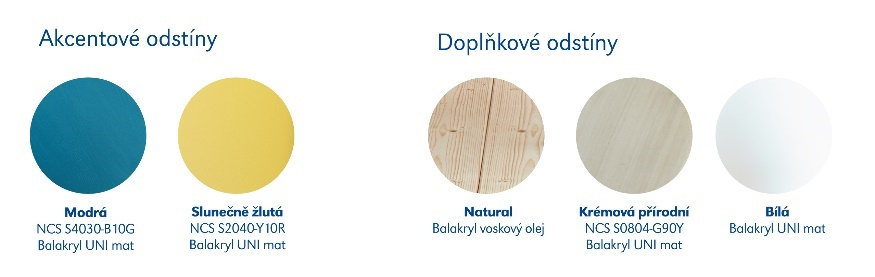 Akcentové odstíny
Modrá
NCS S4030-B10G
Balakryl UNI mat
Slunečně žlutá
NCS S2040-Y10R
Balakryl UNI mat
Doplňkové odstíny
Natural
Balakryl voskový olej
Krémová přírodní
NCS S0804-G90Y
Balakryl UNI mat
Bílá
Balakryl UNI mat